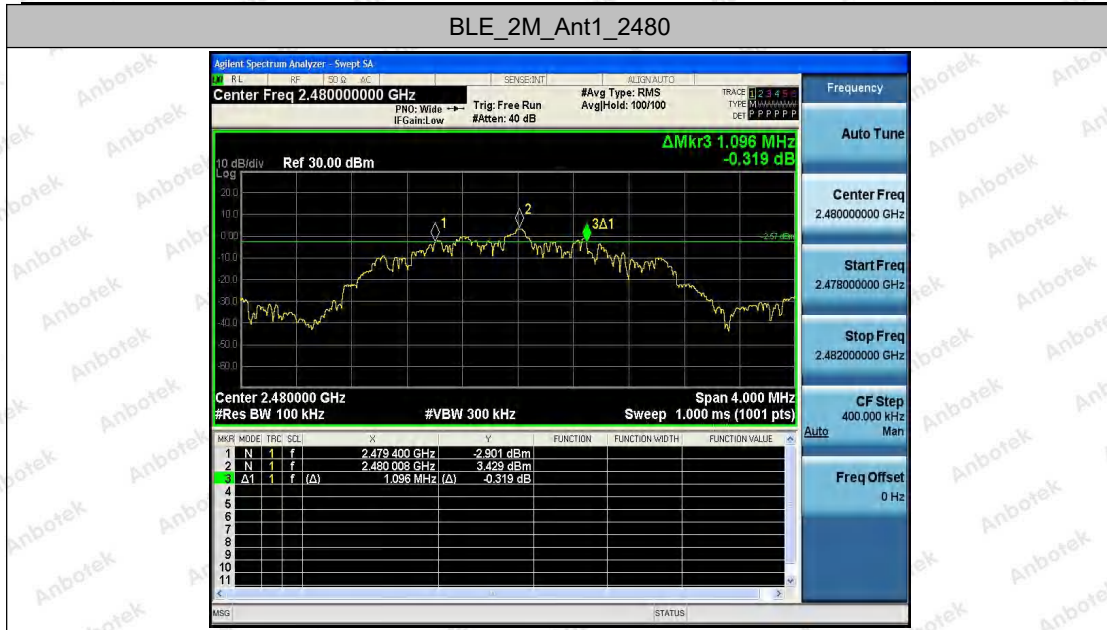 BLE_2M_Ant1_2480
Agilent Spectrum Analyzer - Swept SA
RL RF 50 Ω AC SENSE:INT ALIGN AUTO
Center Freq 2.480000000 GHz
PNO: Wide
IFGain:Low
Trig: Free Run
#Atten: 40 dB
#Avg Type: RMS
Avg|Hold: 100/100
TRACE 1 2 3 4 5 6
TYPE M
DET P P P P P P
ΔMkr3 1.096 MHz
-0.319 dB
10 dB/div Ref 30.00 dBm
Log
20.0
10.0
0.00
-10.0
-20.0
-30.0
-40.0
-50.0
-60.0
1
2
3Δ1
-2.57 dBm
Center 2.480000 GHz Span 4.000 MHz
#Res BW 100 kHz #VBW 300 kHz Sweep 1.000 ms (1001 pts)
MKR MODE TRC SCL X Y FUNCTION FUNCTION WIDTH FUNCTION VALUE
1 N 1 f 2.479 400 GHz -2.901 dBm
2 N 1 f 2.480 008 GHz 3.429 dBm
3 Δ1 1 f (Δ) 1.096 MHz (Δ) -0.319 dB
4
5
6
7
8
9
10
11
MSG STATUS
Frequency
Auto Tune
Center Freq
2.480000000 GHz
Start Freq
2.478000000 GHz
Stop Freq
2.482000000 GHz
CF Step
400.000 kHz
Auto Man
Freq Offset
0 Hz
Anbotek